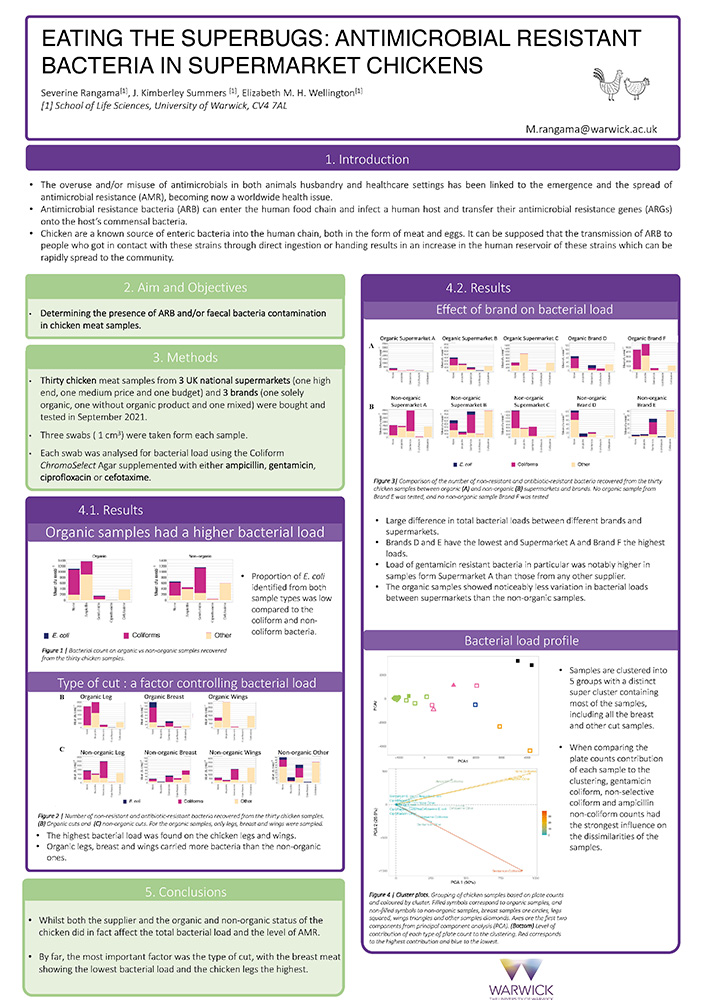 EATING THE SUPERBUGS: ANTIMICROBIAL RESISTANT
BACTERIA IN SUPERMARKET CHICKENS
Severine Rangama[1], J. Kimberley Summers [1], Elizabeth M. H. Wellington[1]
[1] School of Life Sciences, University of Warwick, CV4 7AL
M.rangama@warwick.ac.uk
1. Introduction
• The overuse and/or misuse of antimicrobials in both animals husbandry and healthcare settings has been linked to the emergence and the spread of
antimicrobial resistance (AMR), becoming now a worldwide health issue.
• Antimicrobial resistance bacteria (ARB) can enter the human food chain and infect a human host and transfer their antimicrobial resistance genes (ARGs)
onto the host's commensal bacteria.
• Chicken are a known source of enteric bacteria into the human chain, both in the form of meat and eggs. It can be supposed that the transmission of ARB to
people who got in contact with these strains through direct ingestion or handing results in an increase in the human reservoir of these strains which can be
rapidly spread to the community.
2. Aim and Objectives
• Determining the presence of ARB and/or faecal bacteria contamination
in chicken meat samples.
3. Methods
• Thirty chicken meat samples from 3 UK national supermarkets (one high
end, one medium price and one budget) and 3 brands (one solely
organic, one without organic product and one mixed) were bought and
tested in September 2021.
• Three swabs ( 1 cm³) were taken form each sample.
• Each swab was analysed for bacterial load using the Coliform
ChromoSelect Agar supplemented with either ampicillin, gentamicin,
ciprofloxacin or cefotaxime.
4.1. Results
Organic samples had a higher bacterial load
Organic
Non-organic
E. coli
Coliforms
Other
Figure 1 | Bacterial count on organic vs non-organic samples recovered
from the thirty chicken samples.
• Proportion of E. coli
identified from both
sample types was low
compared to the
coliform and non-
coliform bacteria.
Type of cut : a factor controlling bacterial load
B
Organic Leg
Organic Breast
Organic Wings
C
Non-organic Leg
Non-organic Breast
Non-organic Wings
Non-organic Other
E. coli
Coliforms
Other
Figure 2 | Number of non-resistant and antibiotic-resistant bacteria recovered from the thirty chicken samples.
(B) Organic cuts and (C) non-organic cuts. For the organic samples, only legs, breast and wings were sampled.
• The highest bacterial load was found on the chicken legs and wings.
• Organic legs, breast and wings carried more bacteria than the non-organic
ones.
5. Conclusions
• Whilst both the supplier and the organic and non-organic status of the
chicken did in fact affect the total bacterial load and the level of AMR.
• By far, the most important factor was the type of cut, with the breast meat
showing the lowest bacterial load and the chicken legs the highest.
4.2. Results
Effect of brand on bacterial load
A
Organic Supermarket A
Organic Supermarket B
Organic Supermarket C
Organic Brand D
Organic Brand F
B
Non-organic
Supermarket A
Non-organic
Supermarket B
Non-organic
Supermarket C
Non-organic
Brand D
Non-organic
Brand E
E. coli
Coliforms
Other
Figure 3| Comparison of the number of non-resistant and antibiotic-resistant bacteria recovered from the thirty
chicken samples between organic (A) and non-organic (B) supermarkets and brands. No organic sample from
Brand E was tested, and no non-organic sample Brand F was tested
• Large difference in total bacterial loads between different brands and
supermarkets.
• Brands D and E have the lowest and Supermarket A and Brand F the highest
loads.
• Load of gentamicin resistant bacteria in particular was notably higher in
samples form Supermarket A than those from any other supplier.
• The organic samples showed noticeably less variation in bacterial loads
between supermarkets than the non-organic samples.
Bacterial load profile
• Samples are clustered into
5 groups with a distinct
super cluster containing
most of the samples,
including all the breast
and other cut samples.
• When comparing the
plate counts contribution
of each sample to the
clustering, gentamicin
coliform, non-selective
coliform and ampicillin
non-coliform counts had
the strongest influence on
the dissimilarities of the
samples.
Figure 4 | Cluster plots. Grouping of chicken samples based on plate counts
and coloured by cluster. Filled symbols correspond to organic samples, and
non-filled symbols to non-organic samples, breast samples are circles, legs
squared, wings triangles and other samples diamonds. Axes are the first two
components from principal component analysis (PCA). (Bottom) Level of
contribution of each type of plate count to the clustering. Red corresponds
to the highest contribution and blue to the lowest.
WARWICK
THE UNIVERSITY OF WARWICK